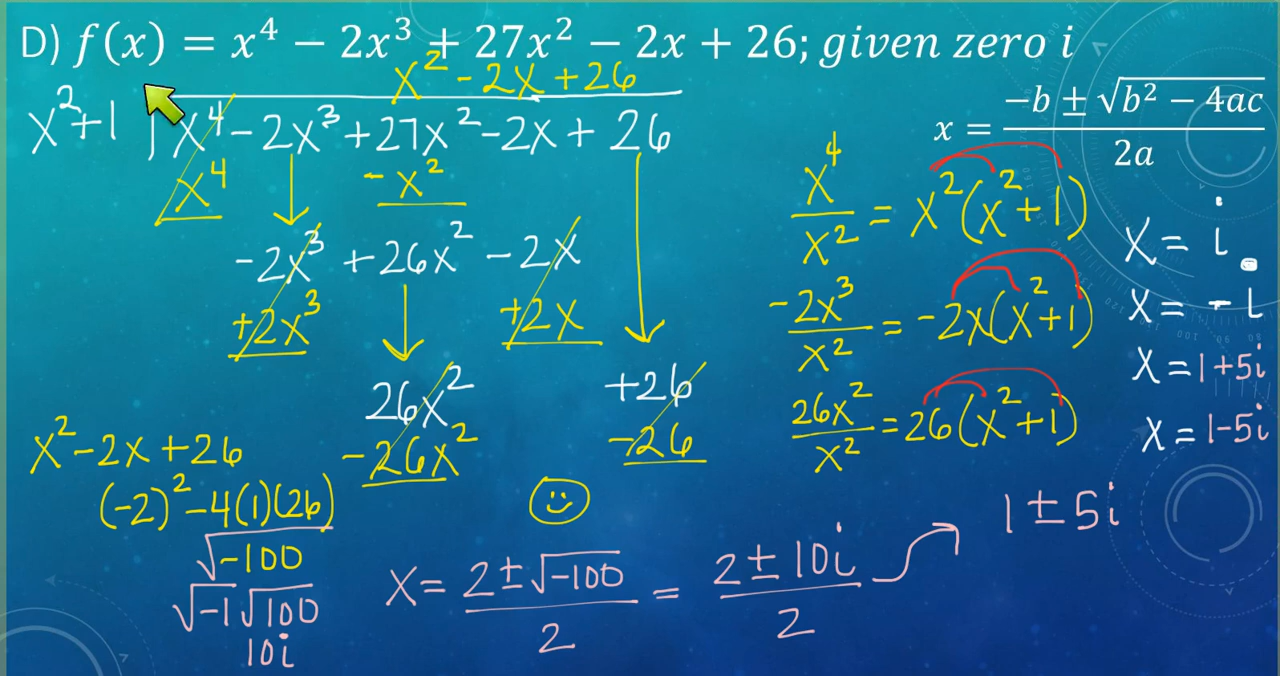 D) f(x) = x⁴ − 2x³ + 27x² − 2x + 26; given zero i
x² - 2x + 26
x² + 1 x⁴ - 2x³ + 27x² - 2x + 26
x⁴ - x²
-2x³ + 26x² - 2x
+2x³ +2x
26x² +26
-26x² -26
x² - 2x + 26
(-2)² - 4(1)(26)
√-100
√-1 √100
10i
x = 2 ± √-100 / 2 = 2 ± 10i / 2
1 ± 5i
x = −b ± √b² − 4ac / 2a
x⁴ / x² = x²(x² + 1)
-2x³ / x² = -2x(x² + 1)
26x² / x² = 26(x² + 1)
x = i
x = - i
x = 1 + 5i
x = 1 - 5i